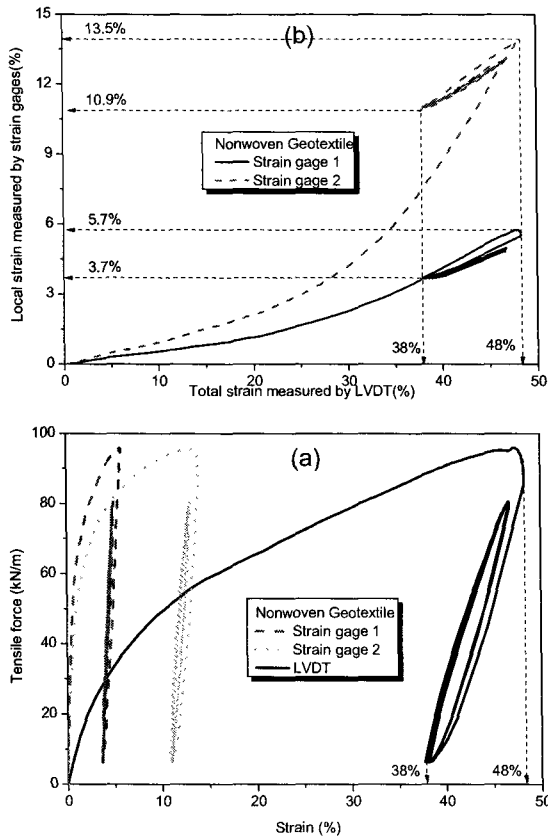 (b)
15
12
9
6
3
0
13.5%
10.9%
5.7%
3.7%
38%
48%
Nonwoven Geotextile
Strain gage 1
Strain gage 2
Local strain measured by strain gages(%)
0 10 20 30 40 50
Total strain measured by LVDT(%)
(a)
100
80
60
40
20
0
Nonwoven Geotextile
Strain gage 1
Strain gage 2
LVDT
38%
48%
Tensile force (kN/m)
0 10 20 30 40 50
Strain (%)